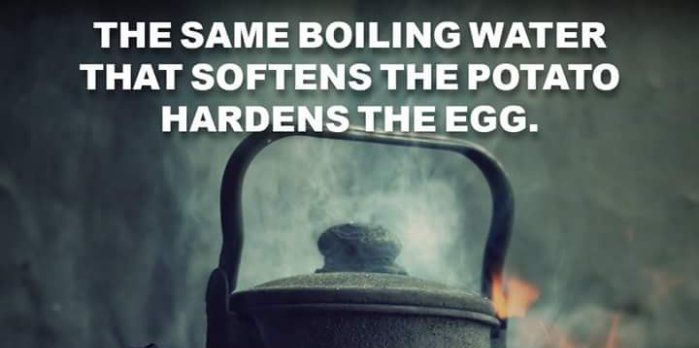 THE SAME BOILING WATER
THAT SOFTENS THE POTATO
HARDENS THE EGG.